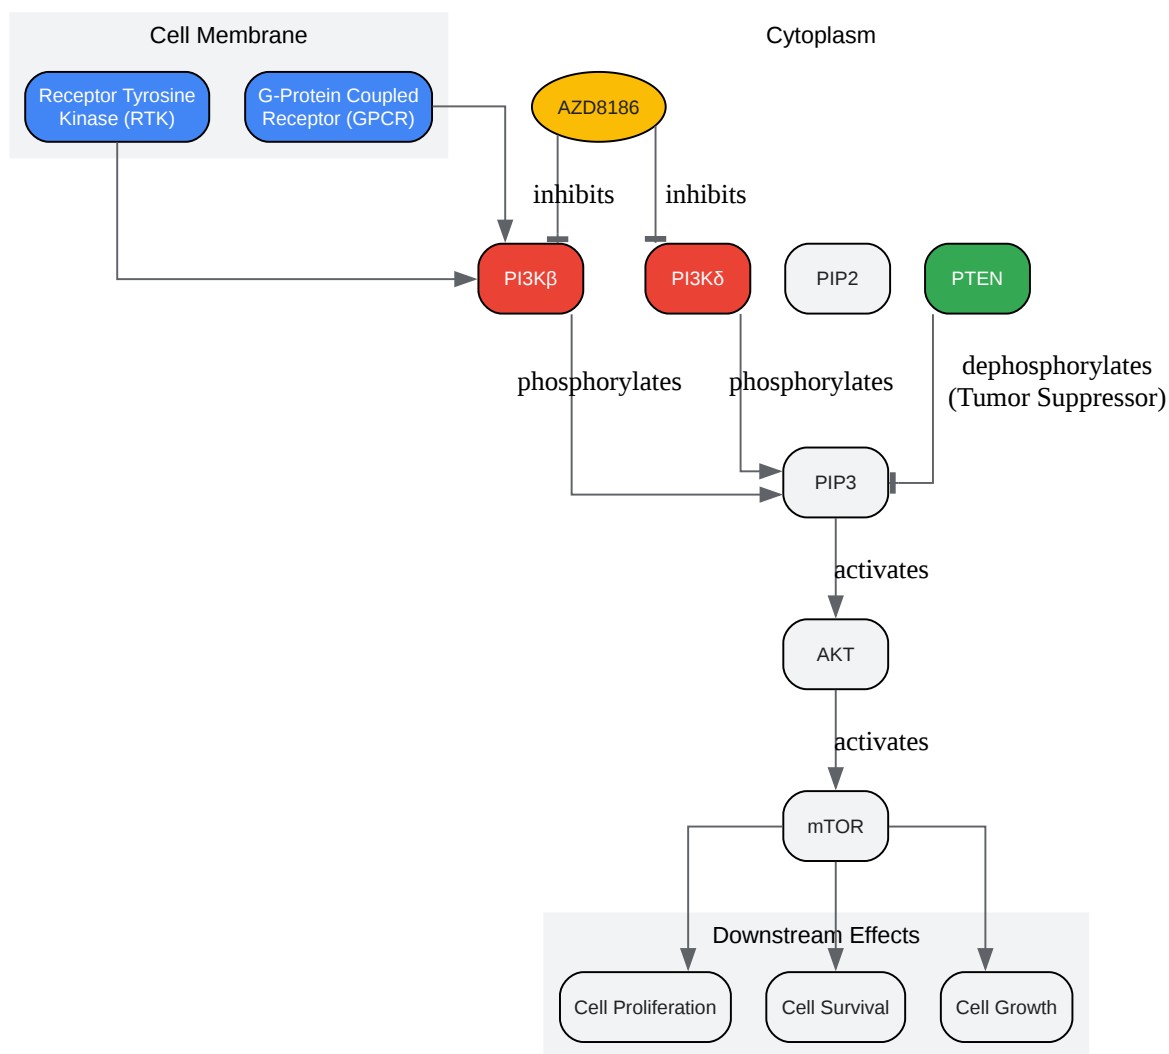 Cell Membrane
Cytoplasm
Receptor Tyrosine
Kinase (RTK)
G-Protein Coupled
Receptor (GPCR)
AZD8186
inhibits
inhibits
PI3Kβ
PI3Kδ
PIP2
PTEN
phosphorylates
phosphorylates
dephosphorylates
(Tumor Suppressor)
PIP3
activates
AKT
activates
mTOR
Downstream Effects
Cell Proliferation
Cell Survival
Cell Growth